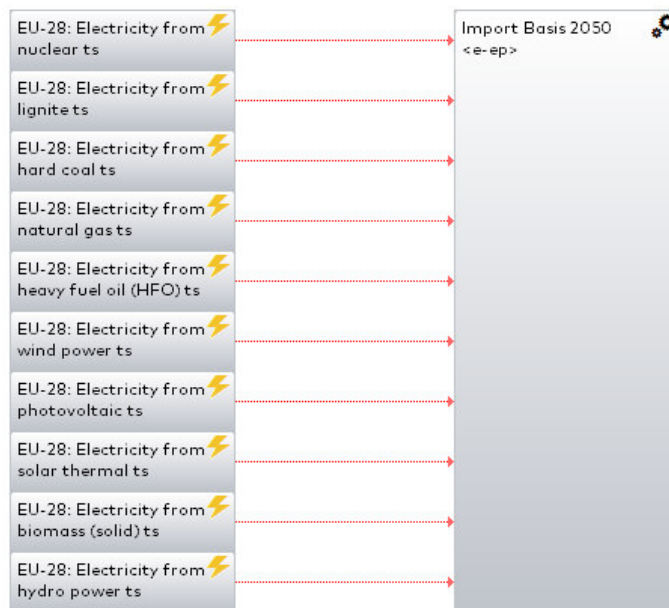 EU-28: Electricity from
nuclear ts
EU-28: Electricity from
lignite ts
EU-28: Electricity from
hard coal ts
EU-28: Electricity from
natural gas ts
EU-28: Electricity from
heavy fuel oil (HFO) ts
EU-28: Electricity from
wind power ts
EU-28: Electricity from
photovoltaic ts
EU-28: Electricity from
solar thermal ts
EU-28: Electricity from
biomass (solid) ts
EU-28: Electricity from
hydro power ts
Import Basis 2050
<e-ep>